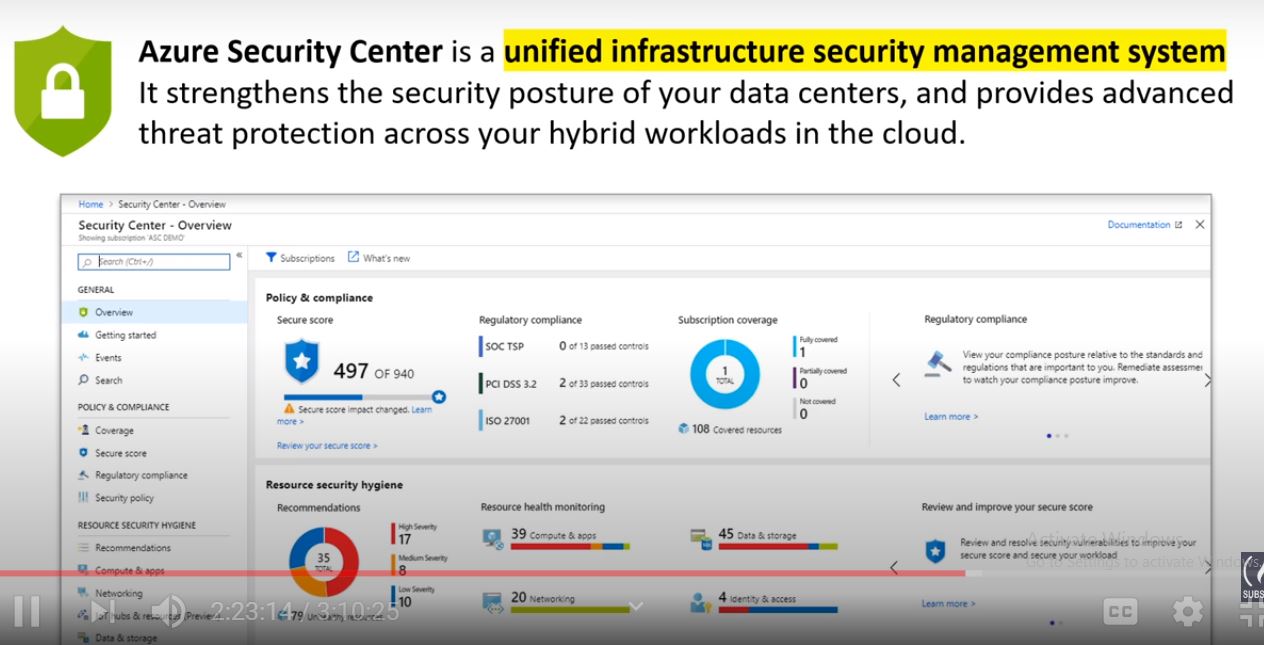 Azure Security Center is a unified infrastructure security management system
It strengthens the security posture of your data centers, and provides advanced
threat protection across your hybrid workloads in the cloud.
Home > Security Center - Overview
Security Center - Overview
Showing subscription 'ASC DEMO'
Documentation
Search (Ctrl+/)
«
Subscriptions
What's new
GENERAL
Overview
Getting started
Events
Search
POLICY & COMPLIANCE
Coverage
Secure score
Regulatory compliance
Security policy
RESOURCE SECURITY HYGIENE
Recommendations
Compute & apps
Networking
IoT hubs & resources (Preview)
Data & storage
Policy & compliance
Secure score
497 OF 940
Secure score impact changed. Learn
more >
Review your secure score >
Regulatory compliance
SOC TSP 0 of 13 passed controls
PCI DSS 3.2 2 of 33 passed controls
ISO 27001 2 of 22 passed controls
Subscription coverage
1
TOTAL
Fully covered
1
Partially covered
0
Not covered
0
108 Covered resources
Regulatory compliance
View your compliance posture relative to the standards and
regulations that are important to you. Remediate assessmen
to watch your compliance posture improve.
Learn more >
Resource security hygiene
Recommendations
35
TOTAL
High Severity
17
Medium Severity
8
Low Severity
10
79 Unhealthy resources
Resource health monitoring
39 Compute & apps
45 Data & storage
20 Networking
4 Identity & access
Review and improve your secure score
Review and resolve security vulnerabilities to improve your
secure score and secure your workload
Learn more >
Activate Windows
Go to Settings to activate Windows.
2:23:14 / 3:10:25
CC
SUBS